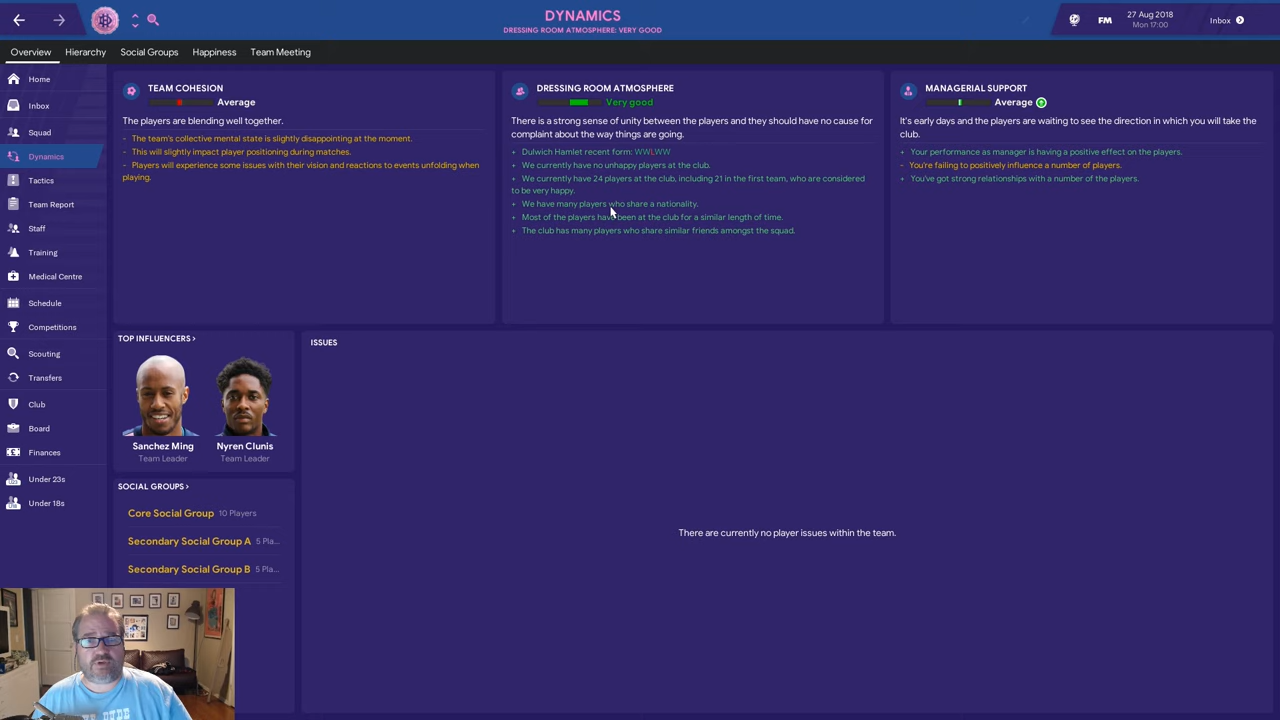 DYNAMICS
DRESSING ROOM ATMOSPHERE: VERY GOOD
FM
27 Aug 2018
Mon 17:00
Inbox
Overview
Hierarchy
Social Groups
Happiness
Team Meeting
Home
Inbox
Squad
Dynamics
Tactics
Team Report
Staff
Training
Medical Centre
Schedule
Competitions
Scouting
Transfers
Club
Board
Finances
Under 23s
Under 18s
TEAM COHESION
Average
The players are blending well together.
- The team's collective mental state is slightly disappointing at the moment.
- This will slightly impact player positioning during matches.
- Players will experience some issues with their vision and reactions to events unfolding when
playing.
DRESSING ROOM ATMOSPHERE
Very good
There is a strong sense of unity between the players and they should have no cause for
complaint about the way things are going.
+ Dulwich Hamlet recent form: WWLWW
+ We currently have no unhappy players at the club.
+ We currently have 24 players at the club, including 21 in the first team, who are considered
to be very happy.
+ We have many players who share a nationality.
+ Most of the players have been at the club for a similar length of time.
+ The club has many players who share similar friends amongst the squad.
MANAGERIAL SUPPORT
Average
It's early days and the players are waiting to see the direction in which you will take the
club.
+ Your performance as manager is having a positive effect on the players.
- You're failing to positively influence a number of players.
+ You've got strong relationships with a number of the players.
TOP INFLUENCERS >
Sanchez Ming
Team Leader
Nyren Clunis
Team Leader
SOCIAL GROUPS >
Core Social Group 10 Players
Secondary Social Group A 5 Pla...
Secondary Social Group B 5 Pla...
ISSUES
There are currently no player issues within the team.